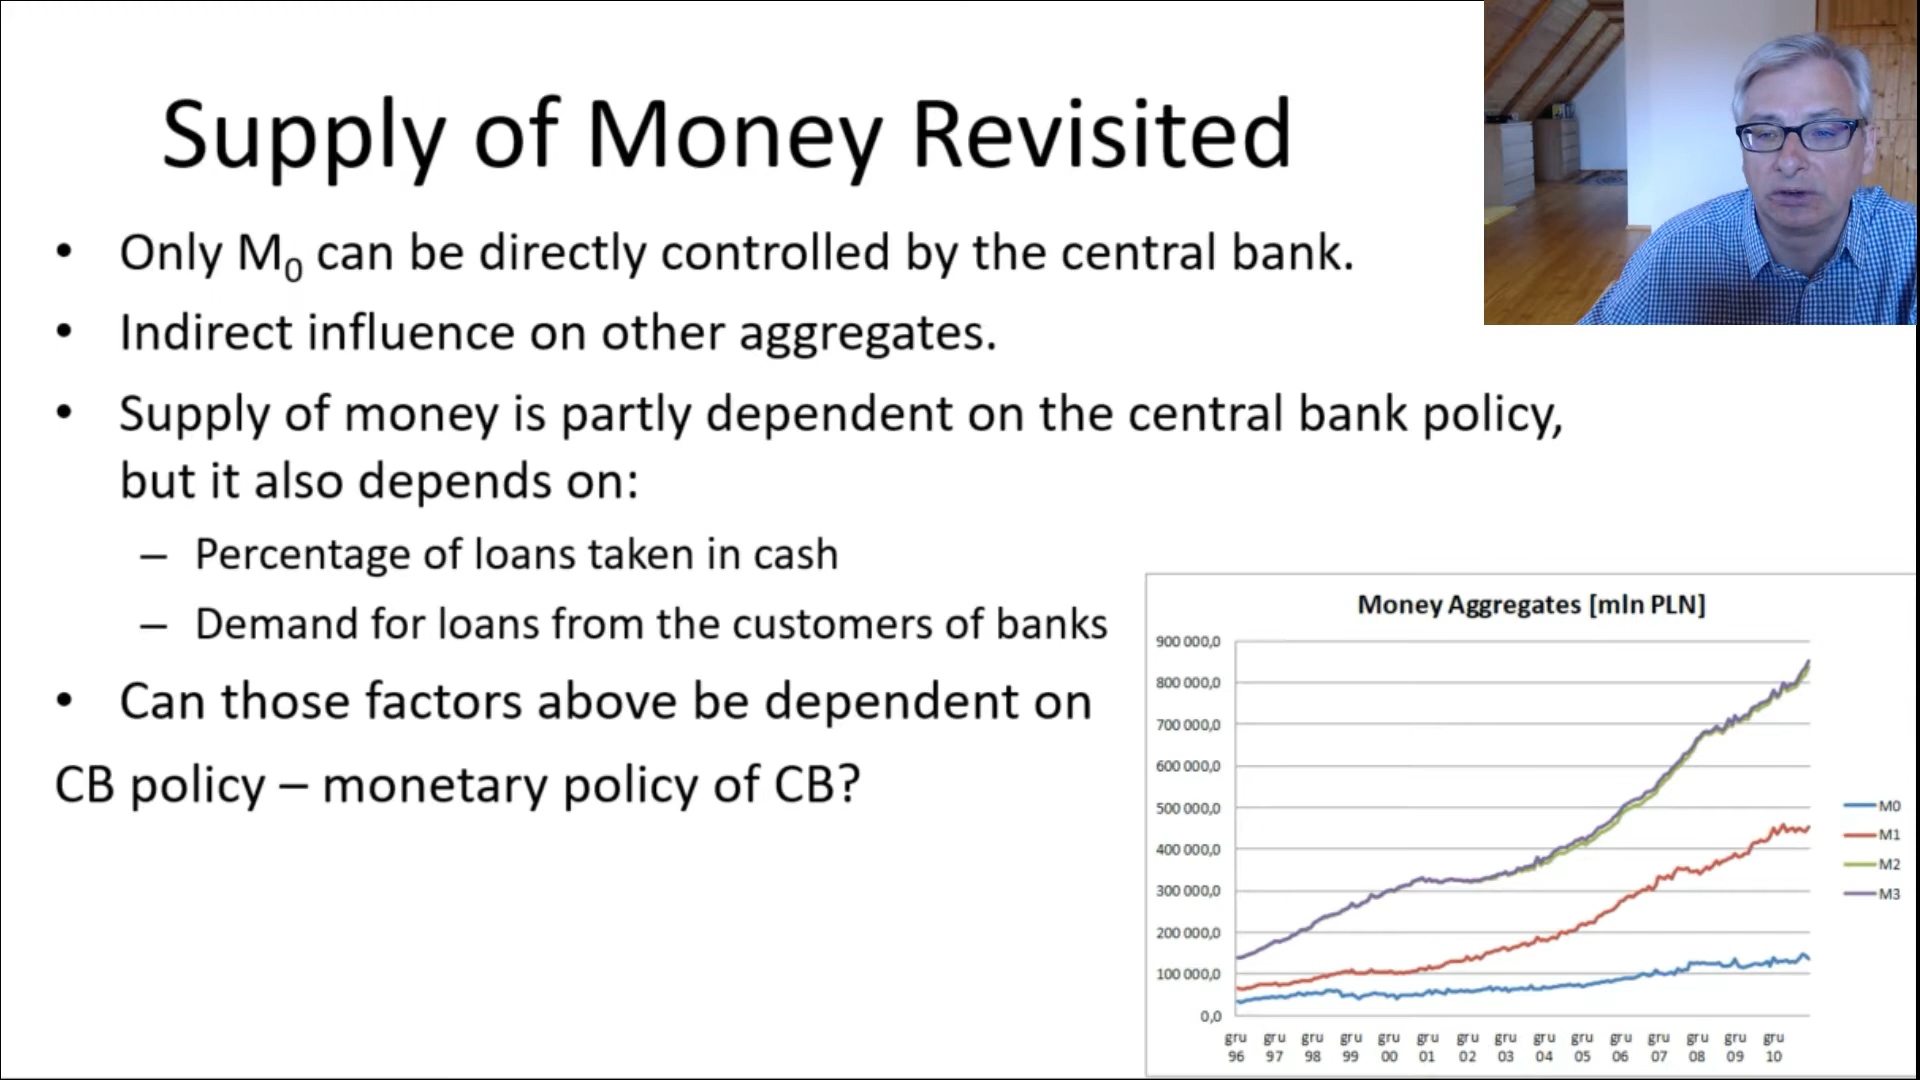 Supply of Money Revisited
• Only M₀ can be directly controlled by the central bank.
• Indirect influence on other aggregates.
• Supply of money is partly dependent on the central bank policy,
but it also depends on:
– Percentage of loans taken in cash
– Demand for loans from the customers of banks
• Can those factors above be dependent on
CB policy – monetary policy of CB?
Money Aggregates [mln PLN]
900 000,0
800 000,0
700 000,0
600 000,0
500 000,0
400 000,0
300 000,0
200 000,0
100 000,0
0,0
gru gru gru gru gru gru gru gru gru gru gru gru gru gru gru
96 97 98 99 00 01 02 03 04 05 06 07 08 09 10
M0
M1
M2
M3